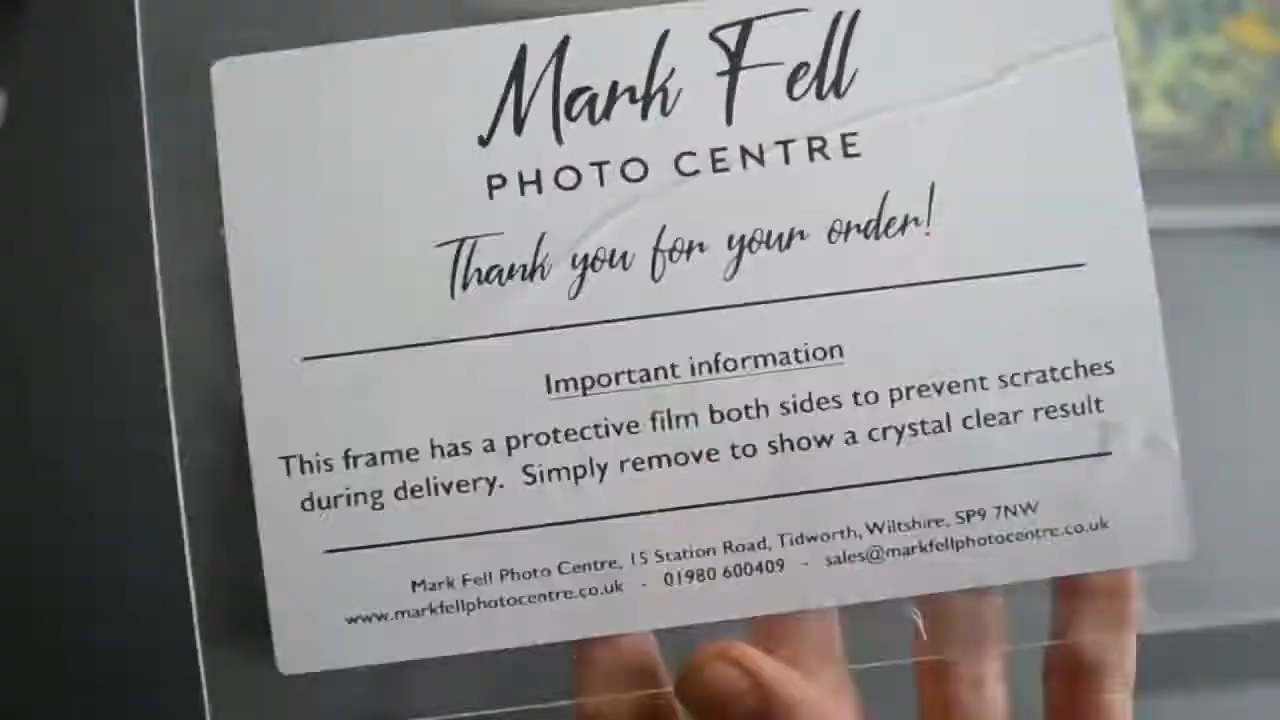 Mark Fell
PHOTO CENTRE
Thank you for your order!
Important information
This frame has a protective film both sides to prevent scratches
during delivery.  Simply remove to show a crystal clear result
Mark Fell Photo Centre, 15 Station Road, Tidworth, Wiltshire, SP9 7NW
www.markfellphotocentre.co.uk - 01980 600409 - sales@markfellphotocentre.co.uk